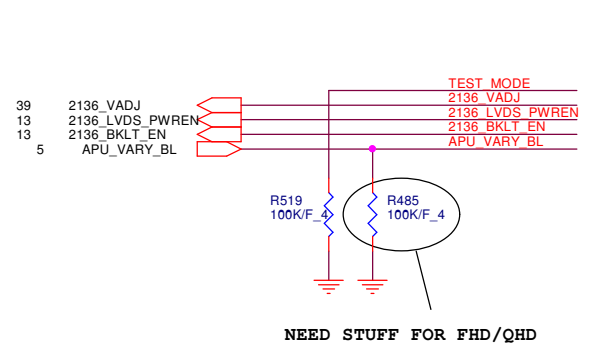 TEST_MODE
39 2136_VADJ 2136_VADJ
13 2136_LVDS_PWREN 2136_LVDS_PWREN
13 2136_BKLT_EN 2136_BKLT_EN
5 APU_VARY_BL APU_VARY_BL
R519 R485
100K/F_4 100K/F_4
NEED STUFF FOR FHD/QHD